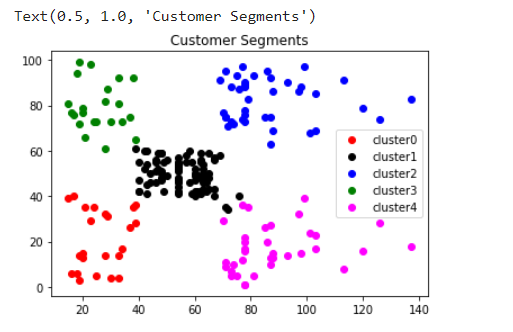 Text(0.5, 1.0, 'Customer Segments')
Customer Segments
100
80
60
40
20
0
cluster0
cluster1
cluster2
cluster3
cluster4
20 40 60 80 100 120 140